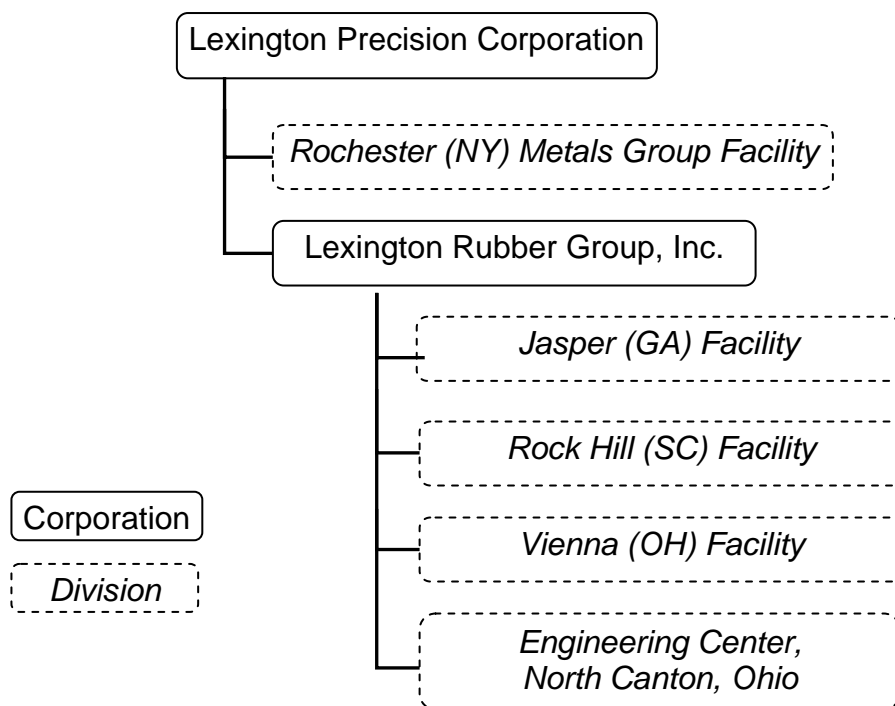 Lexington Precision Corporation
Rochester (NY) Metals Group Facility
Lexington Rubber Group, Inc.
Jasper (GA) Facility
Rock Hill (SC) Facility
Vienna (OH) Facility
Engineering Center,
North Canton, Ohio
Corporation
Division